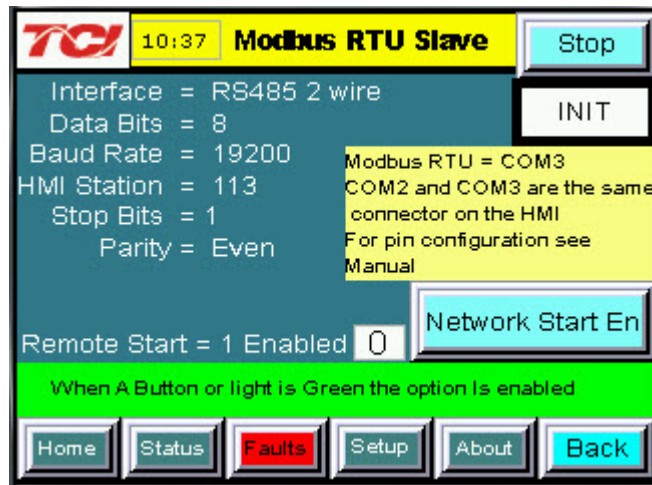 TCI 10:37 Modbus RTU Slave Stop
INIT
Interface = RS485 2 wire
Data Bits = 8
Baud Rate = 19200
HMI Station = 113
Stop Bits = 1
Parity = Even
Modbus RTU = COM3
COM2 and COM3 are the same
connector on the HMI
For pin configuration see
Manual
Network Start En
Remote Start = 1 Enabled 0
When A Button or light is Green the option Is enabled
Home Status Faults Setup About Back